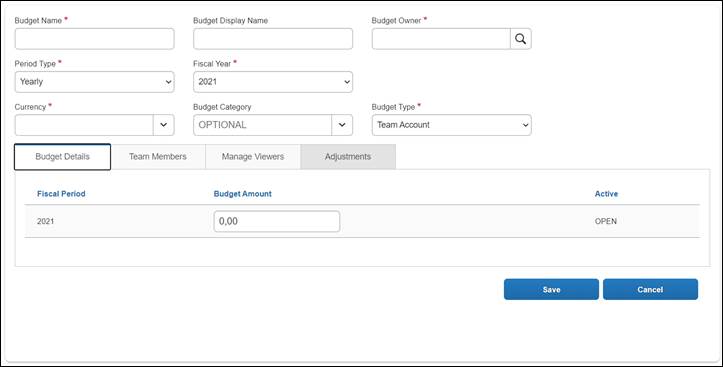 Budget Name * Budget Display Name Budget Owner *
Period Type * Fiscal Year *
Yearly 2021
Currency * Budget Category Budget Type *
OPTIONAL Team Account
Budget Details Team Members Manage Viewers Adjustments
Fiscal Period Budget Amount Active
2021 0,00 OPEN
Save Cancel